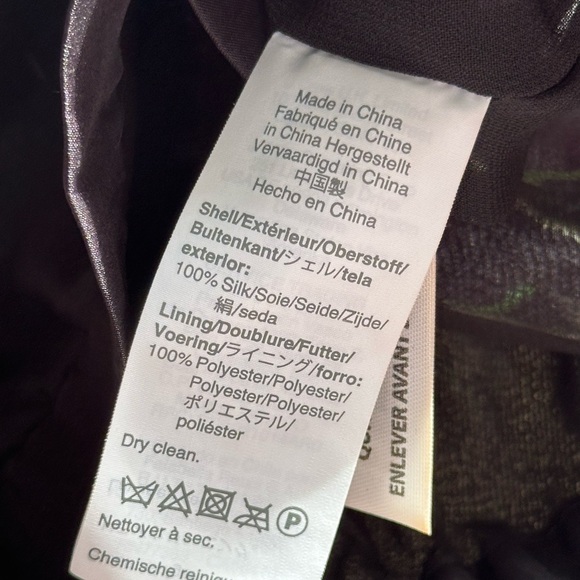 Made in China
Fabriqué en Chine
in China Hergestellt
Vervaardigd in China
中国製
Hecho en China
Shell/Extérieur/Oberstoff/
Buitenkant/シェル/tela
exterior:
100% Silk/Soie/Seide/Zijde/
絹/seda
Lining/Doublure/Futter/
Voering/ライニング/forro:
100% Polyester/Polyester/
Polyester/Polyester/
ポリエステル/
poliéster
Dry clean.
P
Nettoyer à sec.
Chemische
ENLEVER AVANT